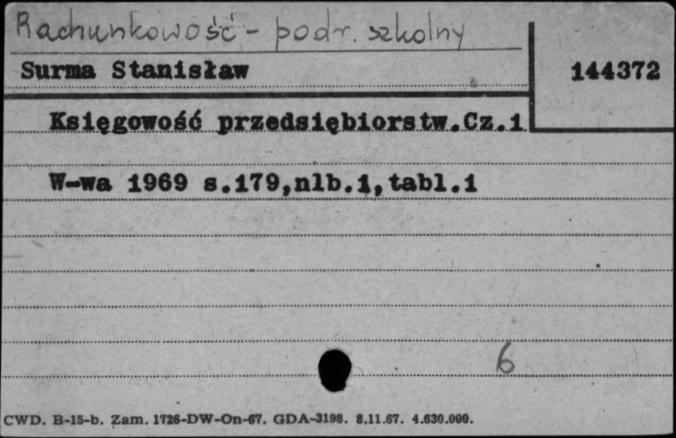 Rachunkowość - podr. szkolny
Surma Stanisław 144372
Księgowość przedsiębiorstw.Cz.1
W-wa 1969 s.179,nlb.1,tabl.1
6
CWD. B-15-b. Zam. 1726-DW-On-67. GDA-3198. 8.11.67. 4.630.000.